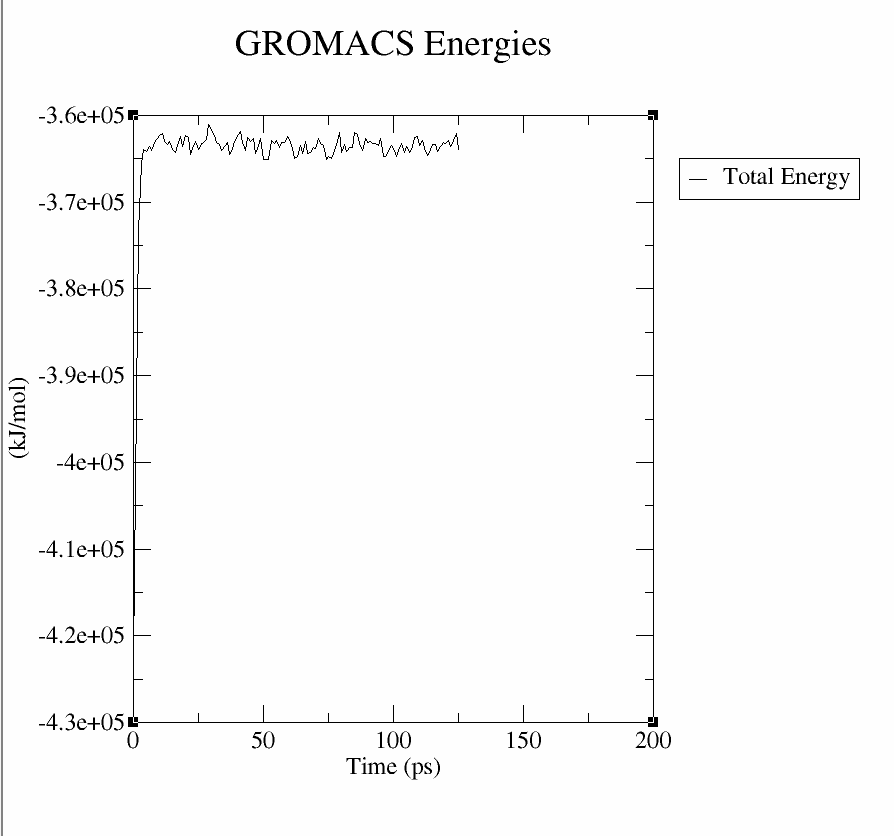 GROMACS Energies
-3.6e+05
-3.7e+05
-3.8e+05
-3.9e+05
-4e+05
-4.1e+05
-4.2e+05
-4.3e+05
(kJ/mol)
Total Energy
0 50 100 150 200
Time (ps)